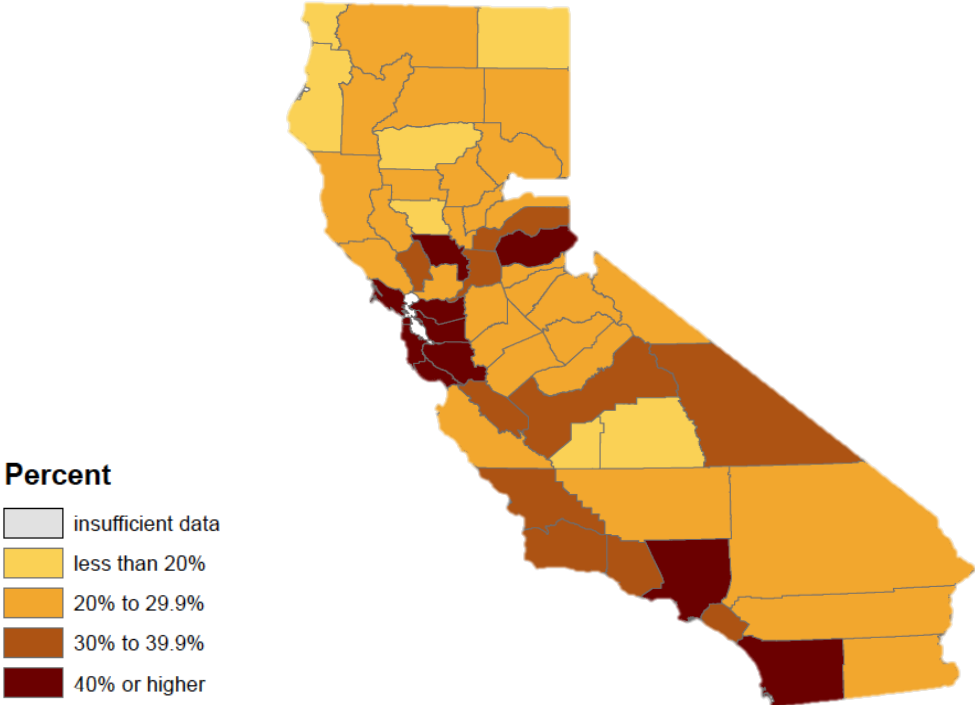 Percent
insufficient data
less than 20%
20% to 29.9%
30% to 39.9%
40% or higher